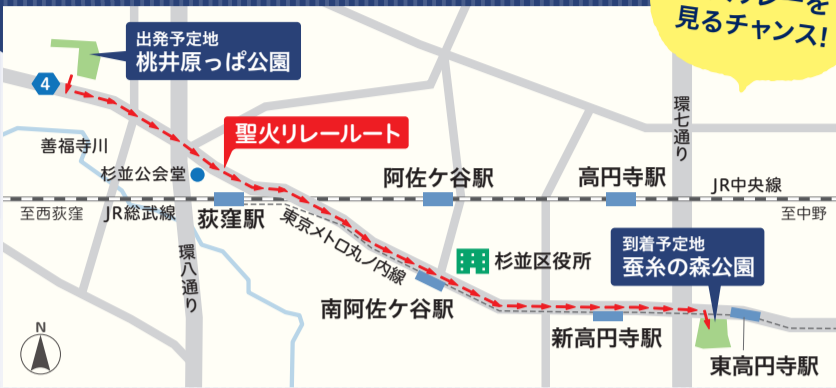 見るチャンス!
出発予定地
桃井原っぱ公園
4
聖火リレールート
善福寺川
杉並公会堂
環七通り
阿佐ケ谷駅
高円寺駅
JR中央線
至西荻窪
JR総武線
荻窪駅
至中野
東京メトロ丸ノ内線
環八通り
杉並区役所
到着予定地
蚕糸の森公園
南阿佐ケ谷駅
新高円寺駅
東高円寺駅
N